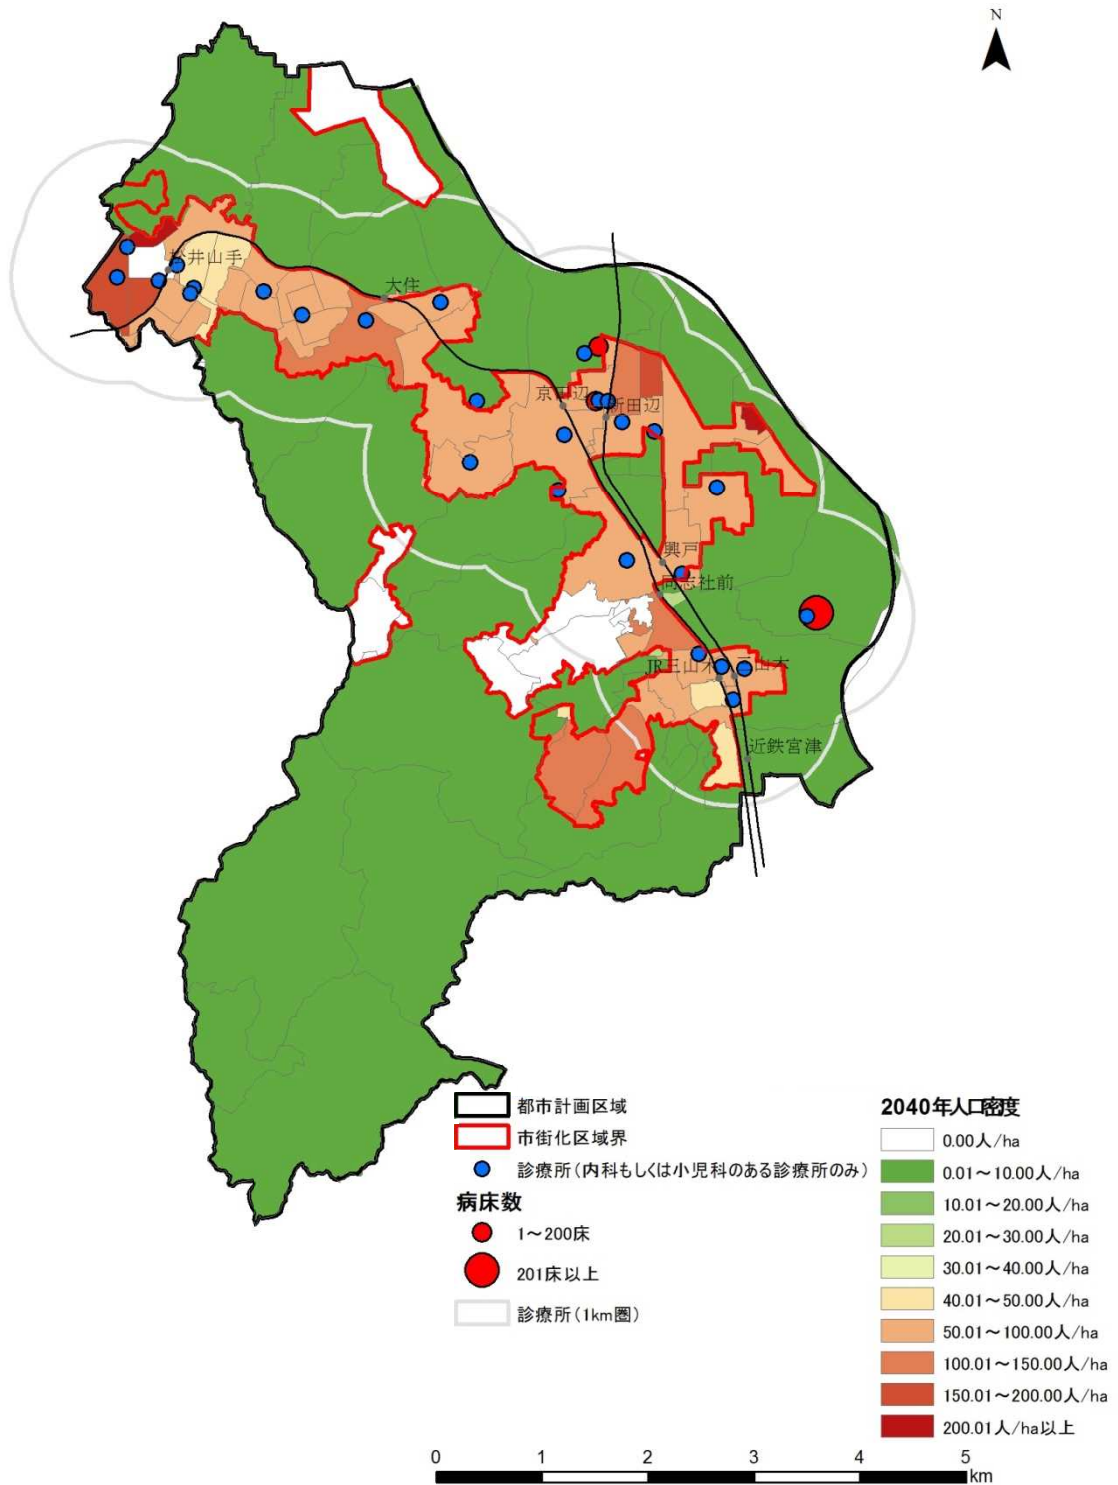 N
松井山手
大住
京田辺
新田辺
興戸
同志社前
JR三山木
三山木
近鉄宮津
都市計画区域
市街化区域界
診療所(内科もしくは小児科のある診療所のみ)
病床数
1～200床
201床以上
診療所(1km圏)
2040年人口密度
0.00人/ha
0.01～10.00人/ha
10.01～20.00人/ha
20.01～30.00人/ha
30.01～40.00人/ha
40.01～50.00人/ha
50.01～100.00人/ha
100.01～150.00人/ha
150.01～200.00人/ha
200.01人/ha以上
0 1 2 3 4 5
km